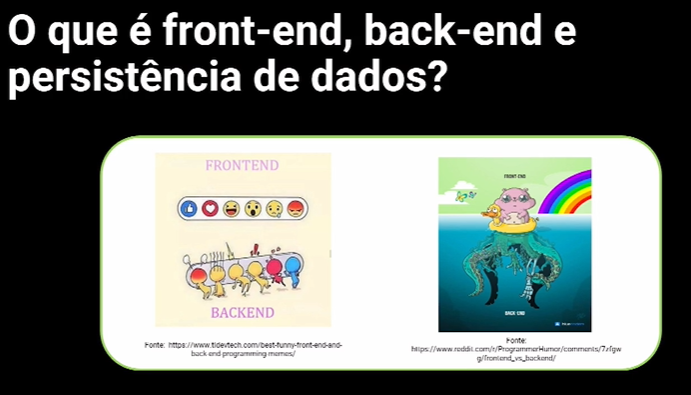 O que é front-end, back-end e
persistência de dados?
FRONTEND
BACKEND
Fonte: https://www.tidevtech.com/best-funny-front-end-and-
back-end-programming-memes/
FRONT-END
BACK-END
Fonte:
https://www.reddit.com/r/ProgrammerHumor/comments/7zfgw
g/frontend_vs_backend/